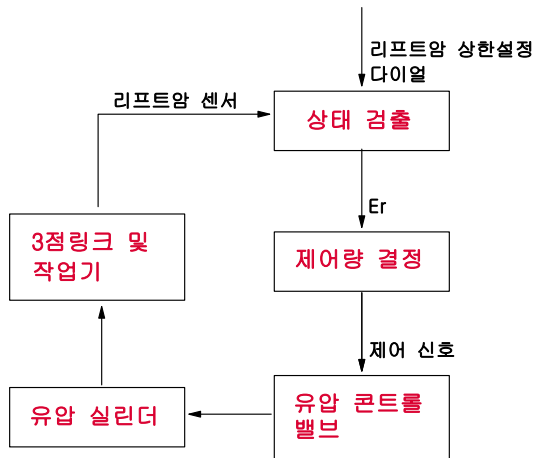 리프트암 상한설정
다이얼
리프트암 센서
상태 검출
Er
3점링크 및
작업기
제어량 결정
제어 신호
유압 실린더
유압 콘트롤
밸브